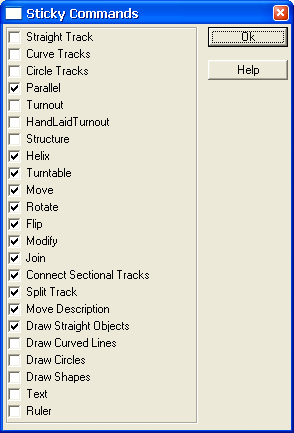 Sticky Commands
Straight Track
Ok
Curve Tracks
Circle Tracks
Help
Parallel
Turnout
HandLaidTurnout
Structure
Helix
Turntable
Move
Rotate
Flip
Modify
Join
Connect Sectional Tracks
Split Track
Move Description
Draw Straight Objects
Draw Curved Lines
Draw Circles
Draw Shapes
Text
Ruler